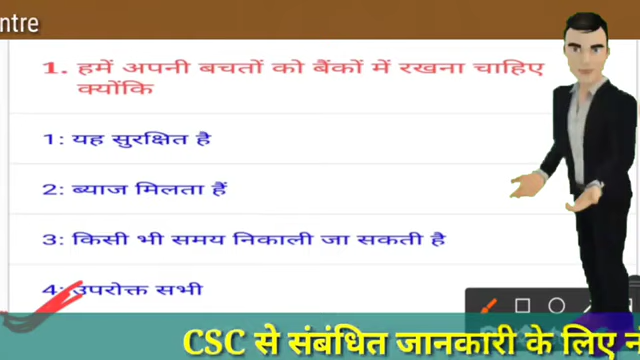 ntre
1. हमें अपनी बचतों को बैंकों में रखना चाहिए
क्योंकि
1: यह सुरक्षित है
2: ब्याज मिलता हैं
3: किसी भी समय निकाली जा सकती है
4: उपरोक्त सभी
CSC से संबंधित जानकारी के लिए